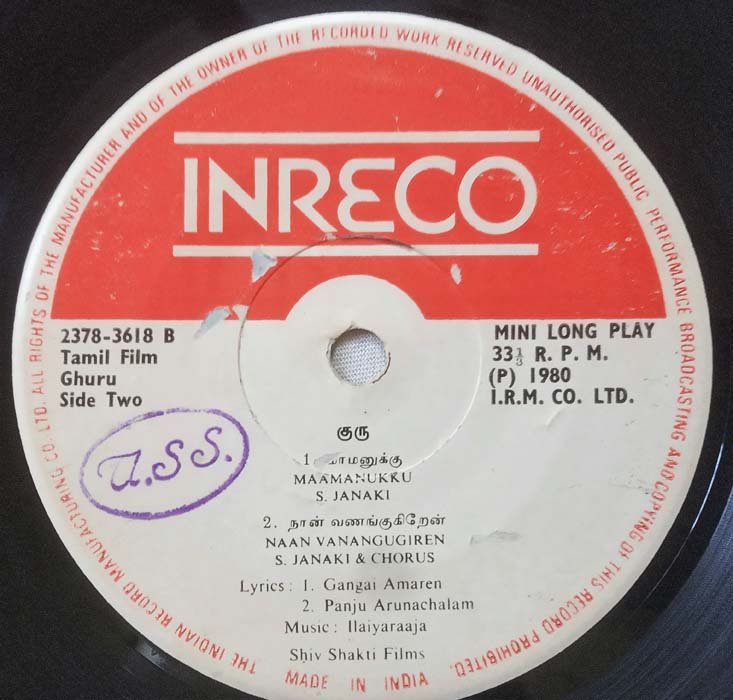 THE INDIAN RECORD MANUFACTURING CO. LTD. ALL RIGHTS OF THE MANUFACTURER AND OF THE OWNER OF THE RECORDED WORK RESERVED UNAUTHORISED PUBLIC PERFORMANCE BROADCASTING AND COPYING OF THIS RECORD PROHIBITED.
INRECO
2378-3618 B
Tamil Film
Ghuru
Side Two
MINI LONG PLAY
33⅓ R. P. M.
(P) 1980
I.R.M. CO. LTD.
U.S.S.
குரு
1. மாமனுக்கு
MAAMANUKKU
S. JANAKI
2. நான் வணங்குகிறேன்
NAAN VANANGUGIREN
S. JANAKI & CHORUS
Lyrics : 1. Gangai Amaren
2. Panju Arunachalam
Music : Ilaiyaraaja
Shiv Shakti Films
MADE IN INDIA